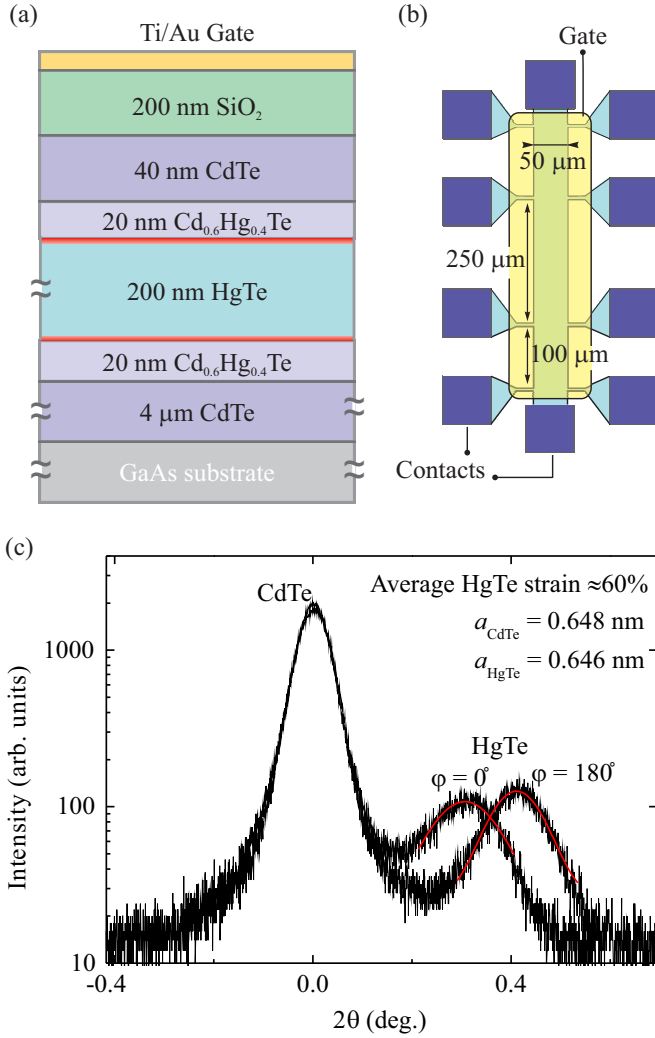 (a)
Ti/Au Gate
200 nm SiO₂
40 nm CdTe
20 nm Cd₀.₆Hg₀.₄Te
200 nm HgTe
20 nm Cd₀.₆Hg₀.₄Te
4 µm CdTe
GaAs substrate
(b)
Gate
50 µm
250 µm
100 µm
Contacts
(c)
CdTe
Average HgTe strain ≈60%
a_CdTe = 0.648 nm
a_HgTe = 0.646 nm
HgTe
φ = 0°
φ = 180°
1000
100
10
Intensity (arb. units)
-0.4
0.0
0.4
2θ (deg.)